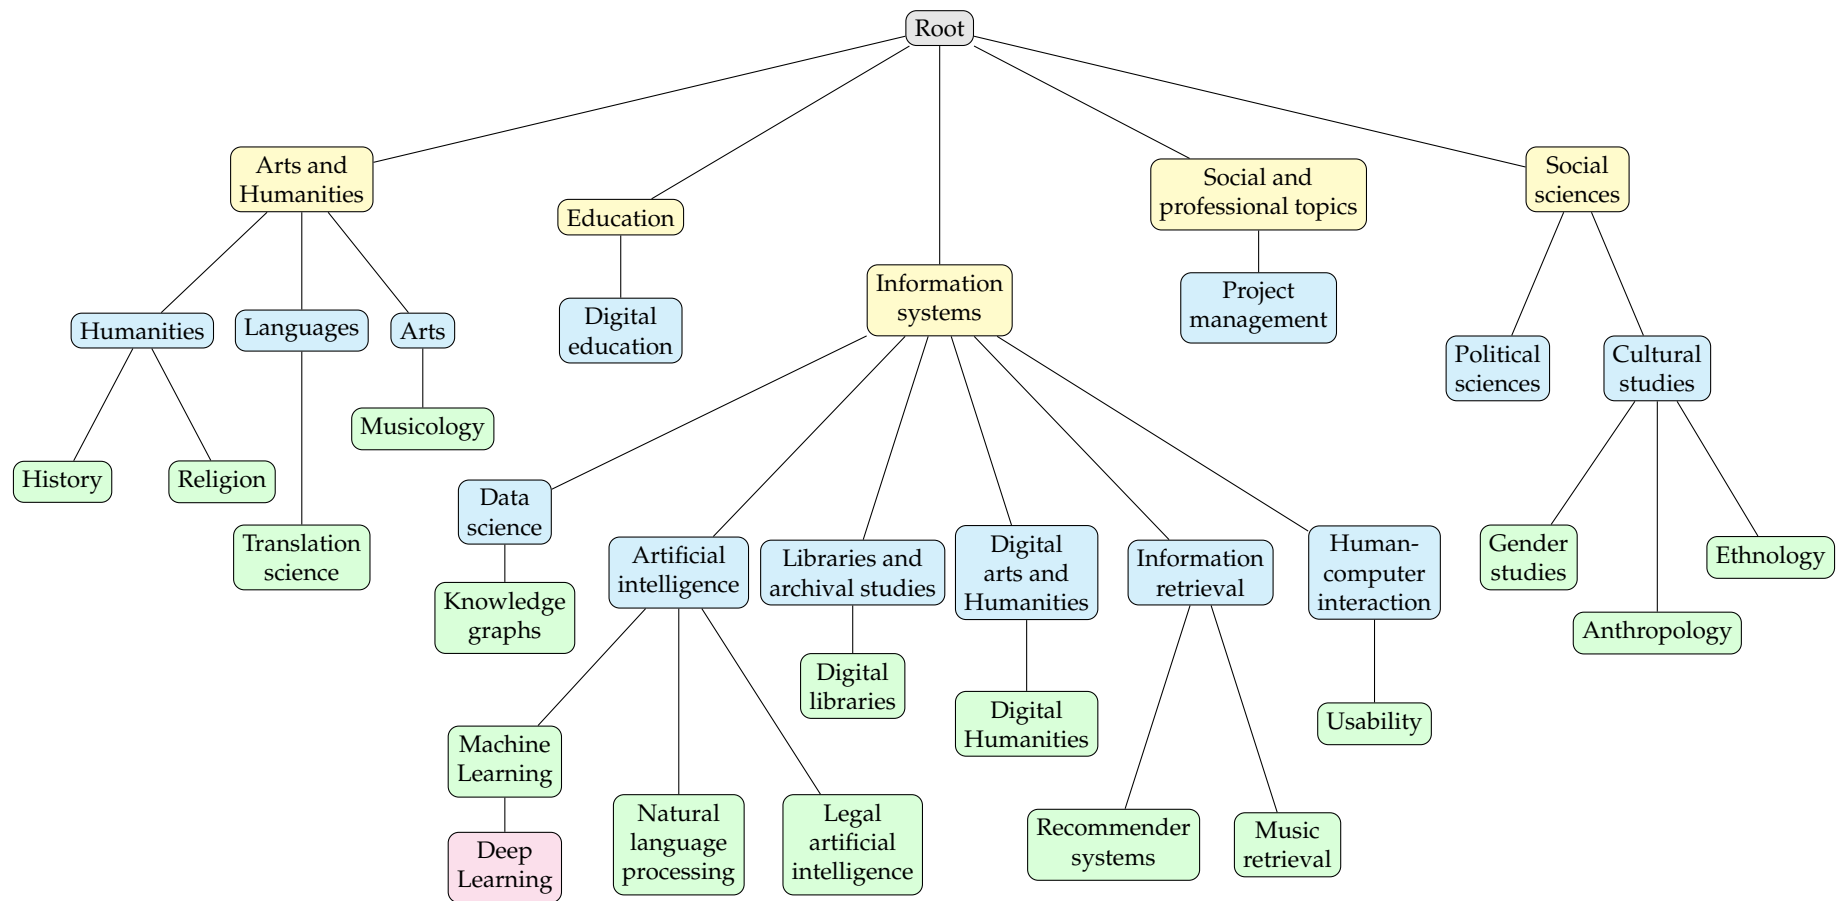 Root
Arts and
Humanities
Education
Information
systems
Social and
professional topics
Social
sciences
Humanities
Languages
Arts
Digital
education
Project
management
Political
sciences
Cultural
studies
History
Religion
Translation
science
Musicology
Data
science
Artificial
intelligence
Libraries and
archival studies
Digital
arts and
Humanities
Information
retrieval
Human-
computer
interaction
Gender
studies
Anthropology
Ethnology
Knowledge
graphs
Machine
Learning
Natural
language
processing
Legal
artificial
intelligence
Digital
libraries
Digital
Humanities
Recommender
systems
Music
retrieval
Usability
Deep
Learning